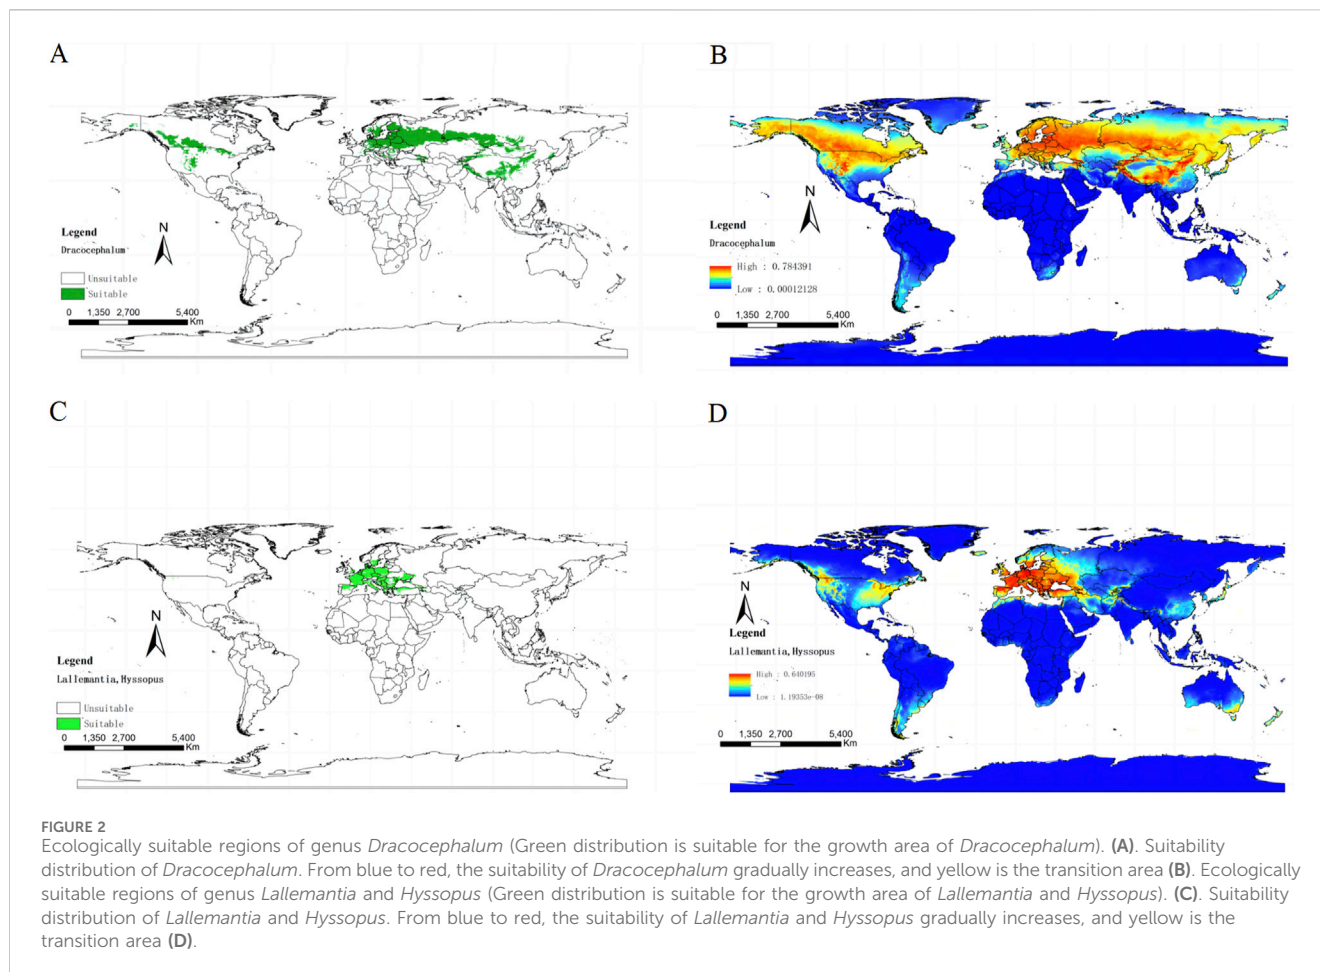 A
N
Legend
Dracocephalum
Unsuitable
Suitable
0 1,350 2,700 5,400
Km
B
N
Legend
Dracocephalum
High : 0.784391
Low : 0.00012128
0 1,350 2,700 5,400
Km
C
N
Legend
Lallemantia, Hyssopus
Unsuitable
Suitable
0 1,350 2,700 5,400
Km
D
N
Legend
Lallemantia, Hyssopus
High : 0.640195
Low : 1.19353e-08
0 1,350 2,700 5,400
Km
FIGURE 2
Ecologically suitable regions of genus Dracocephalum (Green distribution is suitable for the growth area of Dracocephalum). (A). Suitability
distribution of Dracocephalum. From blue to red, the suitability of Dracocephalum gradually increases, and yellow is the transition area (B). Ecologically
suitable regions of genus Lallemantia and Hyssopus (Green distribution is suitable for the growth area of Lallemantia and Hyssopus). (C). Suitability
distribution of Lallemantia and Hyssopus. From blue to red, the suitability of Lallemantia and Hyssopus gradually increases, and yellow is the
transition area (D).